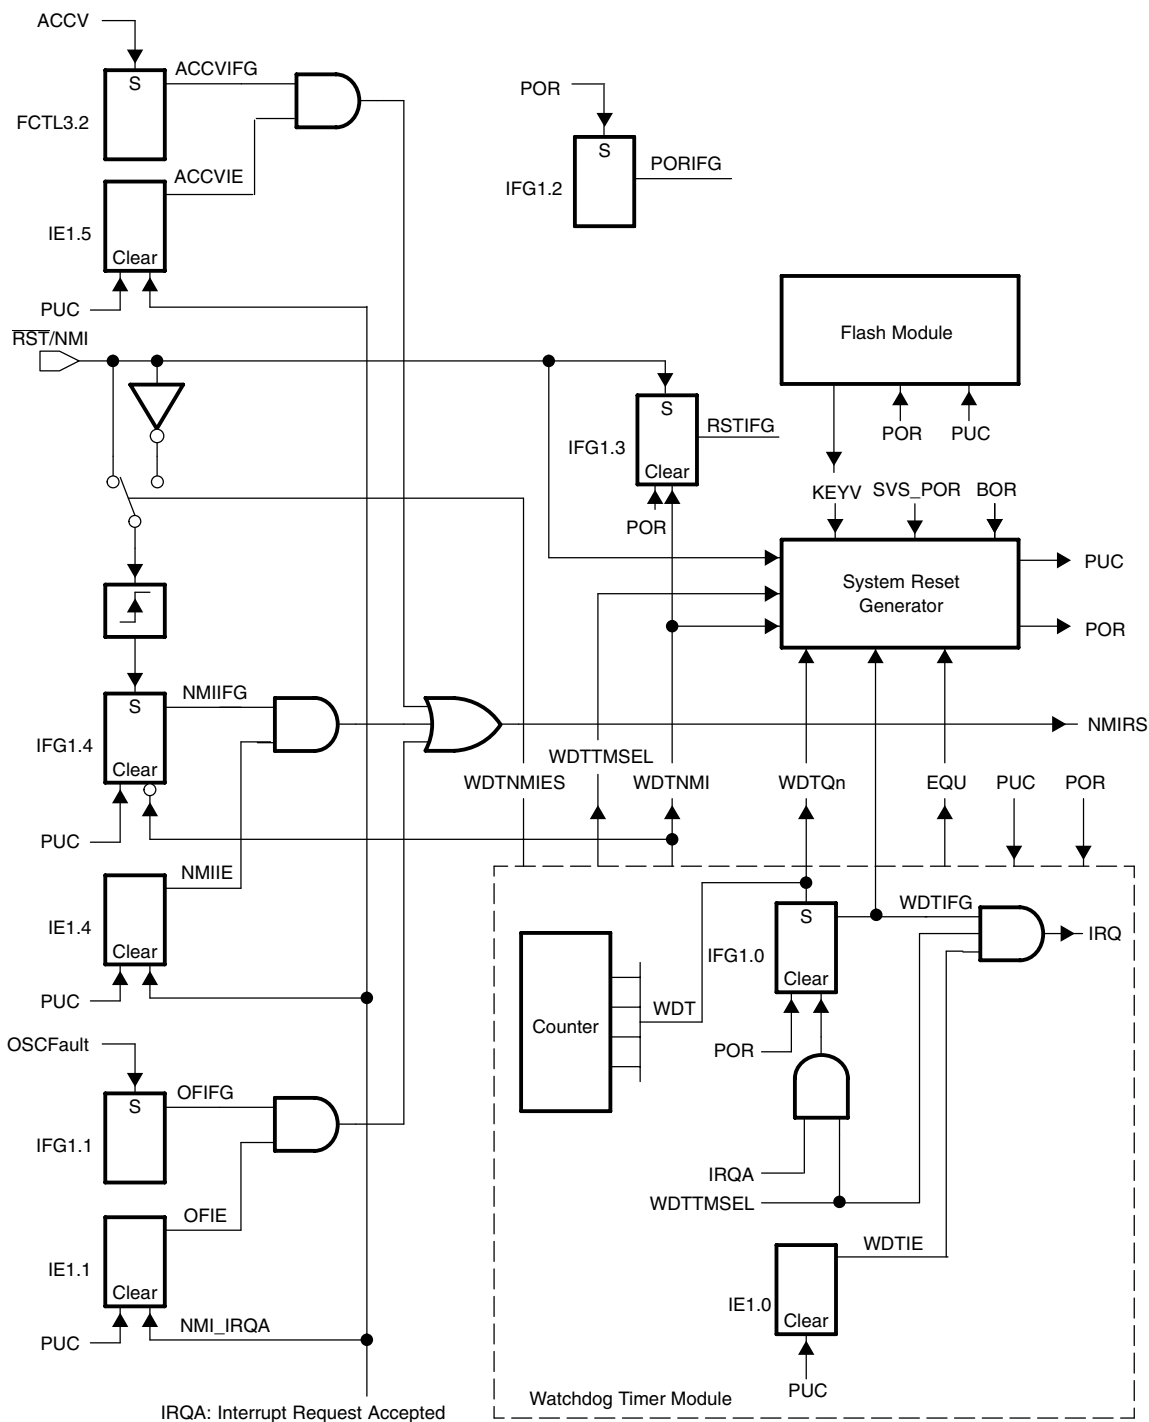 ACCV
S
ACCVIFG
FCTL3.2
ACCVIE
IE1.5
Clear
PUC
POR
S
PORIFG
IFG1.2
RST/NMI
Flash Module
POR
PUC
S
RSTIFG
IFG1.3
Clear
POR
KEYV
SVS_POR
BOR
System Reset
Generator
PUC
POR
S
NMIIFG
IFG1.4
Clear
PUC
NMIRS
WDTTMSEL
WDTNMIES
WDTNMI
WDTQn
EQU
PUC
POR
NMIIE
IE1.4
Clear
PUC
S
WDTIFG
IFG1.0
Clear
IRQ
Counter
WDT
POR
OSCFault
S
OFIFG
IFG1.1
IRQA
WDTTMSEL
OFIE
IE1.1
Clear
PUC
NMI_IRQA
WDTIE
IE1.0
Clear
PUC
Watchdog Timer Module
IRQA: Interrupt Request Accepted